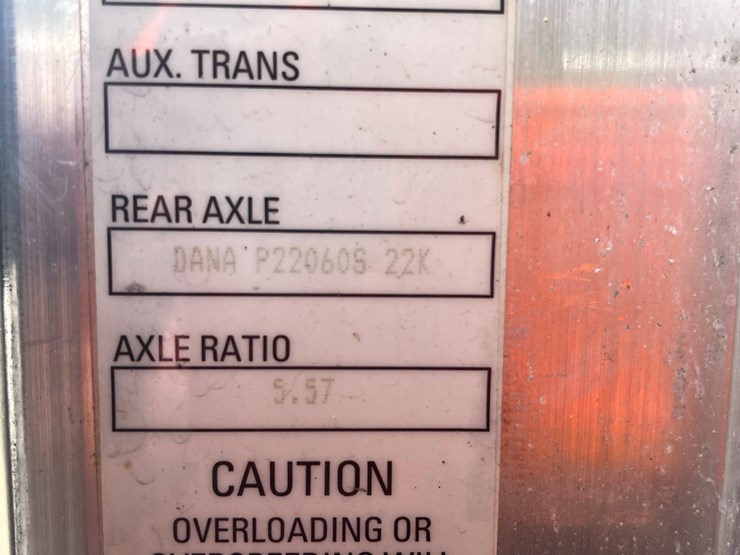 AUX. TRANS
REAR AXLE
DANA P22060S 22K
AXLE RATIO
5.57
CAUTION
OVERLOADING OR